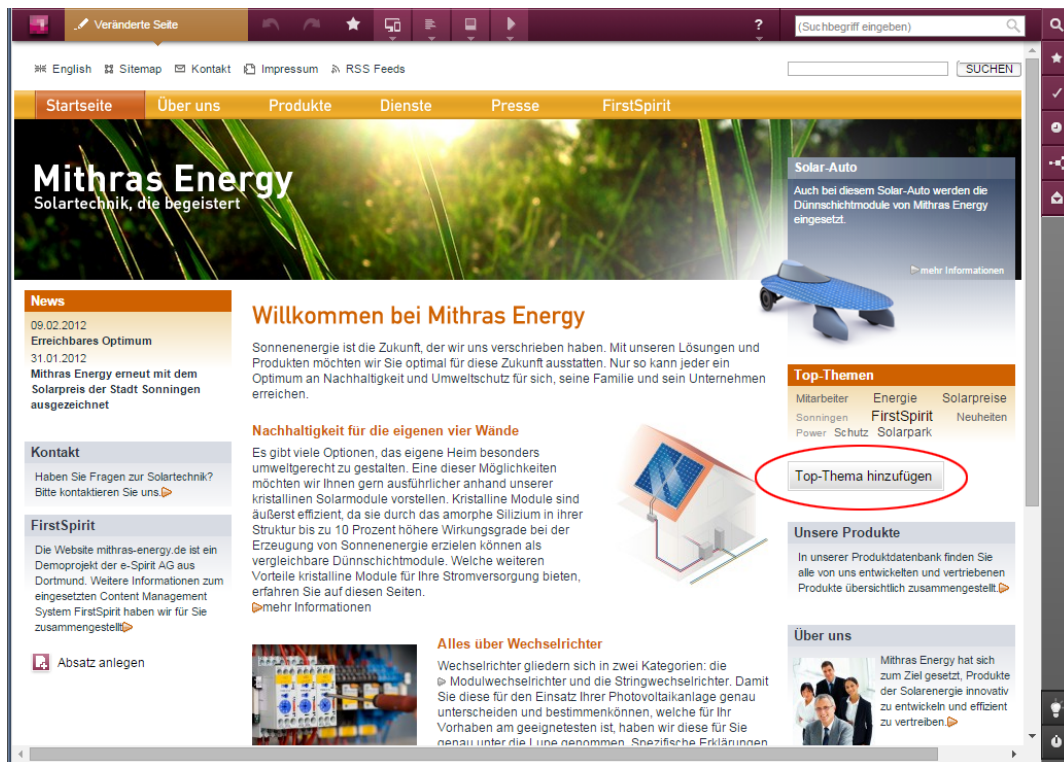 Veränderte Seite
?
(Suchbegriff eingeben)
English Sitemap Kontakt Impressum RSS Feeds
SUCHEN
Startseite Über uns Produkte Dienste Presse FirstSpirit
Mithras Energy
Solartechnik, die begeistert
Solar-Auto
Auch bei diesem Solar-Auto werden die
Dünnschichtmodule von Mithras Energy
eingesetzt.
mehr Informationen
News
09.02.2012
Erreichbares Optimum
31.01.2012
Mithras Energy erneut mit dem
Solarpreis der Stadt Sonningen
ausgezeichnet
Kontakt
Haben Sie Fragen zur Solartechnik?
Bitte kontaktieren Sie uns.
FirstSpirit
Die Website mithras-energy.de ist ein
Demoprojekt der e-Spirit AG aus
Dortmund. Weitere Informationen zum
eingesetzten Content Management
System FirstSpirit haben wir für Sie
zusammengestellt
Absatz anlegen
Willkommen bei Mithras Energy
Sonnenenergie ist die Zukunft, der wir uns verschrieben haben. Mit unseren Lösungen und
Produkten möchten wir Sie optimal für diese Zukunft ausstatten. Nur so kann jeder ein
Optimum an Nachhaltigkeit und Umweltschutz für sich, seine Familie und sein Unternehmen
erreichen.
Nachhaltigkeit für die eigenen vier Wände
Es gibt viele Optionen, das eigene Heim besonders
umweltgerecht zu gestalten. Eine dieser Möglichkeiten
möchten wir Ihnen gern ausführlicher anhand unserer
kristallinen Solarmodule vorstellen. Kristalline Module sind
äußerst effizient, da sie durch das amorphe Silizium in ihrer
Struktur bis zu 10 Prozent höhere Wirkungsgrade bei der
Erzeugung von Sonnenenergie erzielen können als
vergleichbare Dünnschichtmodule. Welche weiteren
Vorteile kristalline Module für Ihre Stromversorgung bieten,
erfahren Sie auf diesen Seiten.
mehr Informationen
Alles über Wechselrichter
Wechselrichter gliedern sich in zwei Kategorien: die
Modulwechselrichter und die Stringwechselrichter. Damit
Sie diese für den Einsatz Ihrer Photovoltaikanlage genau
unterscheiden und bestimmenkönnen, welche für Ihr
Vorhaben am geeignetesten ist, haben wir diese für Sie
genau unter die Lupe genommen. Spezifische Erklärungen
Top-Themen
Mitarbeiter Energie Solarpreise
Sonningen FirstSpirit Neuheiten
Power Schutz Solarpark
Top-Thema hinzufügen
Unsere Produkte
In unserer Produktdatenbank finden Sie
alle von uns entwickelten und vertriebenen
Produkte übersichtlich zusammengestellt.
Über uns
Mithras Energy hat sich
zum Ziel gesetzt, Produkte
der Solarenergie innovativ
zu entwickeln und effizient
zu vertreiben.